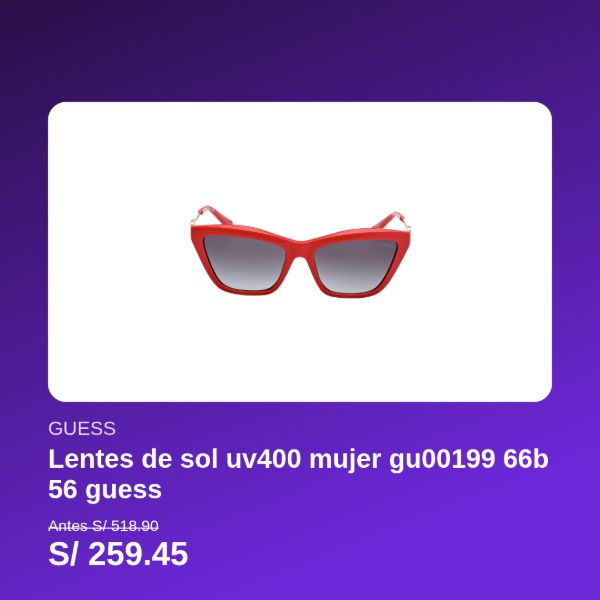 GUESS
Lentes de sol uv400 mujer gu00199 66b
56 guess
Antes S/ 518.90
S/ 259.45